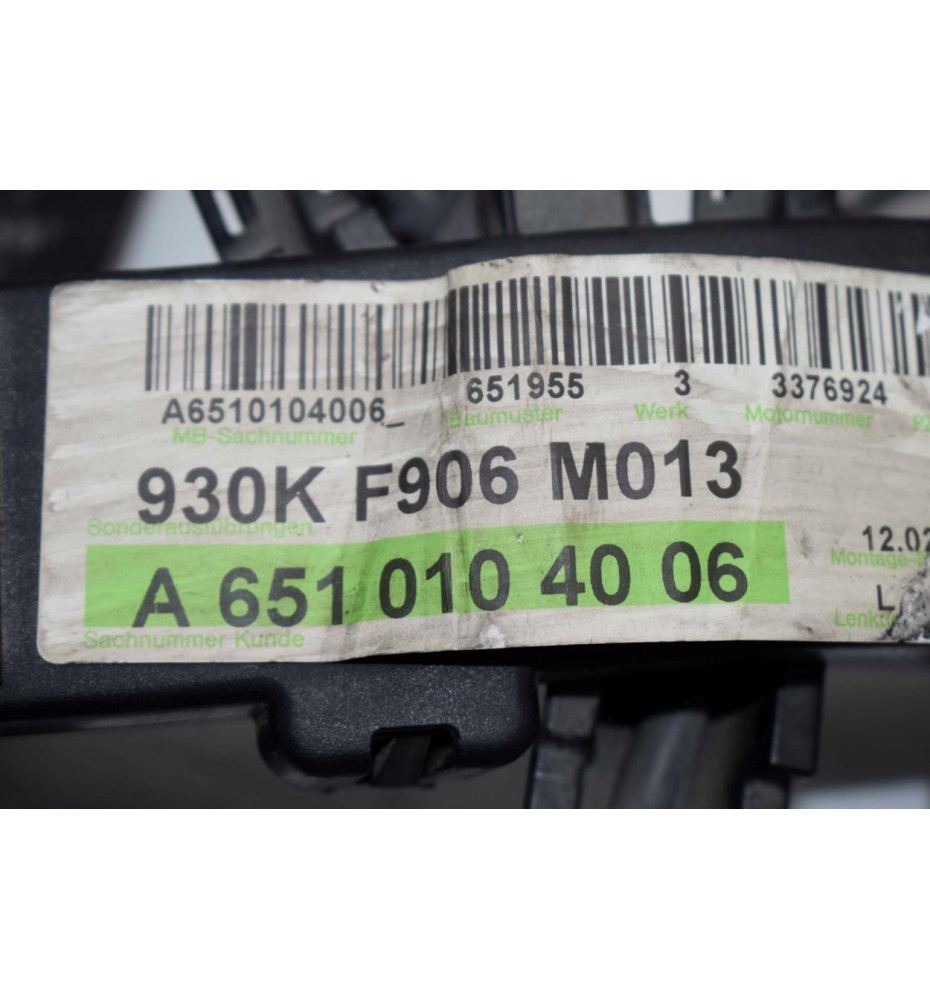 A6510104006_ 651955 3 3376924
MB-Sachnummer Baumuster Werk Motornummer
930K F906 M013
Sonderausführungen
12.02
Montage-
A 651 010 40 06
L
Sachnummer Kunde